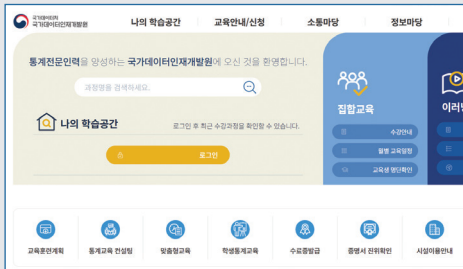 국가데이터처
국가데이터인재개발원
나의 학습공간
교육안내/신청
소통마당
정보마당
통계전문인력을 양성하는 국가데이터인재개발원에 오신 것을 환영합니다.
과정명을 검색하세요.
나의 학습공간
로그인 후 최근 수강과정을 확인할 수 있습니다.
로그인
집합교육
수강안내
월별 교육일정
교육생 명단확인
이러닝
교육훈련계획
통계교육 컨설팅
맞춤형교육
학생통계교육
수료증발급
증명서 진위확인
시설이용안내